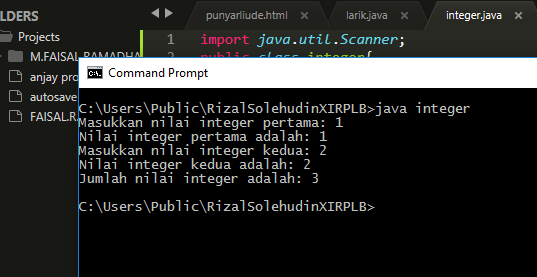 LDERS
punyarliude.html
larik.java
integer.java
Projects
1 import java.util.Scanner;
2 public class integer{
M.FAISAL.RAMADHA
anjay pro
autosave
FAISAL.RA
Command Prompt
C:\Users\Public\RizalSolehudinXIRPLB>java integer
Masukkan nilai integer pertama: 1
Nilai integer pertama adalah: 1
Masukkan nilai integer kedua: 2
Nilai integer kedua adalah: 2
Jumlah nilai integer adalah: 3
C:\Users\Public\RizalSolehudinXIRPLB>